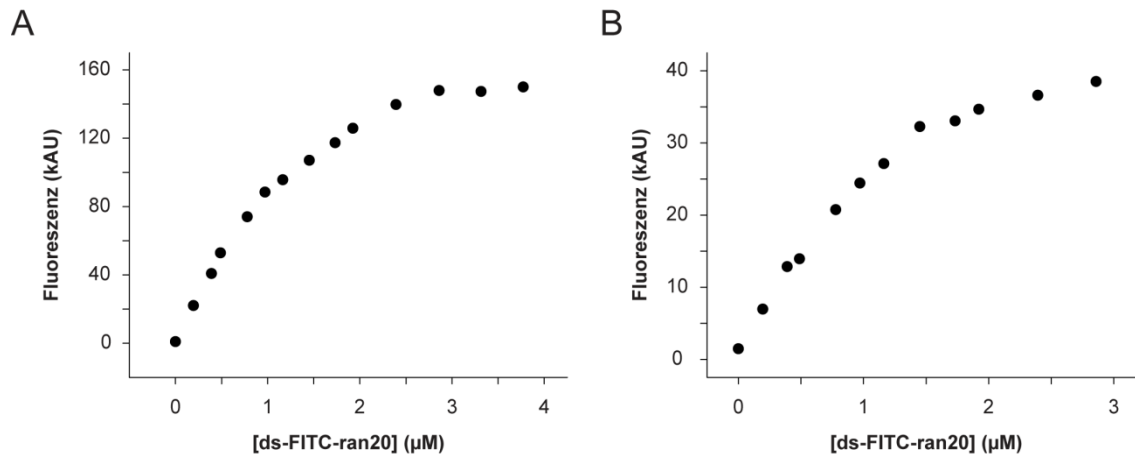 A
160
120
80
40
0
Fluoreszenz (kAU)
0 1 2 3 4
[ds-FITC-ran20] (µM)
B
40
30
20
10
0
Fluoreszenz (kAU)
0 1 2 3
[ds-FITC-ran20] (µM)